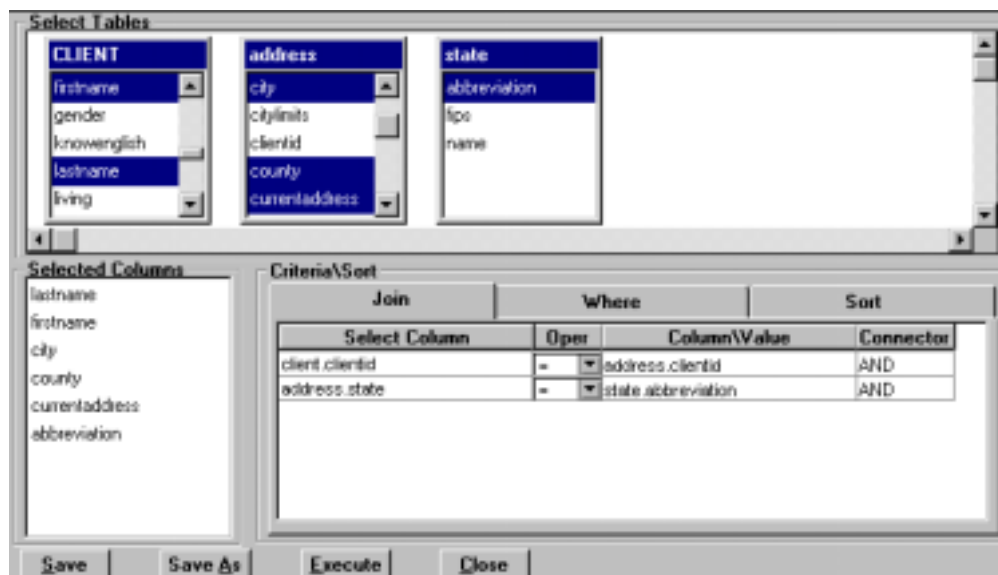 Select Tables
CLIENT
firstname
gender
knowenglish
lastname
living
address
city
citylimits
clientid
county
currentaddress
state
abbreviation
fips
name
Selected Columns
lastname
firstname
city
county
currentaddress
abbreviation
Criteria\Sort
Join Where Sort
Select Column Oper Column\Value Connector
client.clientid = address.clientid AND
address.state = state.abbreviation AND
Save Save As Execute Close